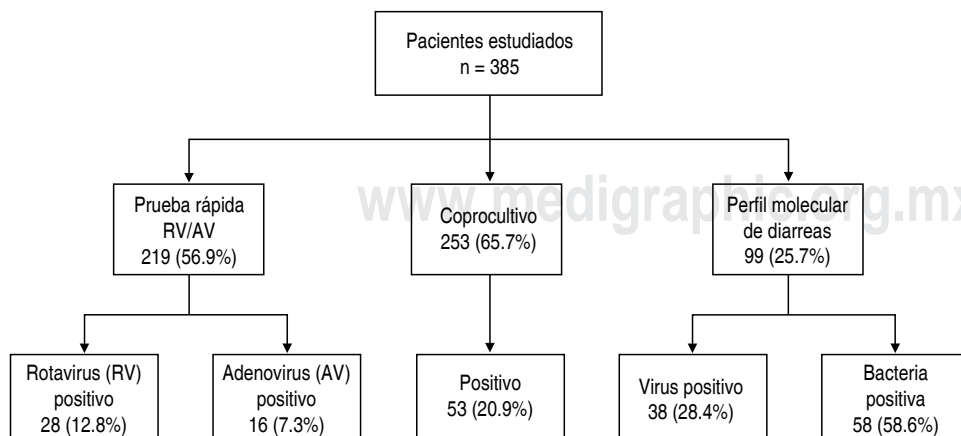 Pacientes estudiados
n = 385
www.medigraphic.org.mx
Prueba rápida
RV/AV
219 (56.9%)
Coprocultivo
253 (65.7%)
Perfil molecular
de diarreas
99 (25.7%)
Rotavirus (RV)
positivo
28 (12.8%)
Adenovirus (AV)
positivo
16 (7.3%)
Positivo
53 (20.9%)
Virus positivo
38 (28.4%)
Bacteria
positiva
58 (58.6%)